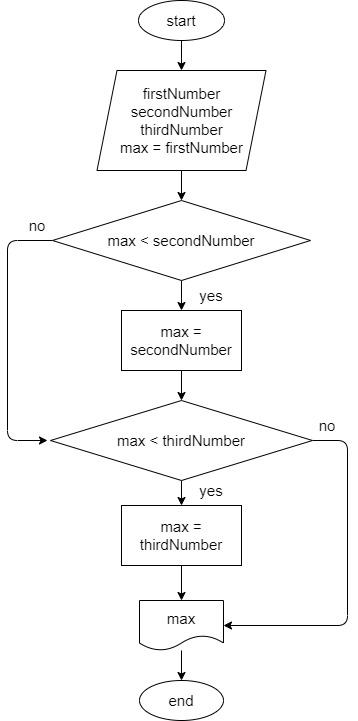 start
firstNumber
secondNumber
thirdNumber
max = firstNumber
no
max < secondNumber
yes
max =
secondNumber
max < thirdNumber
no
yes
max =
thirdNumber
max
end